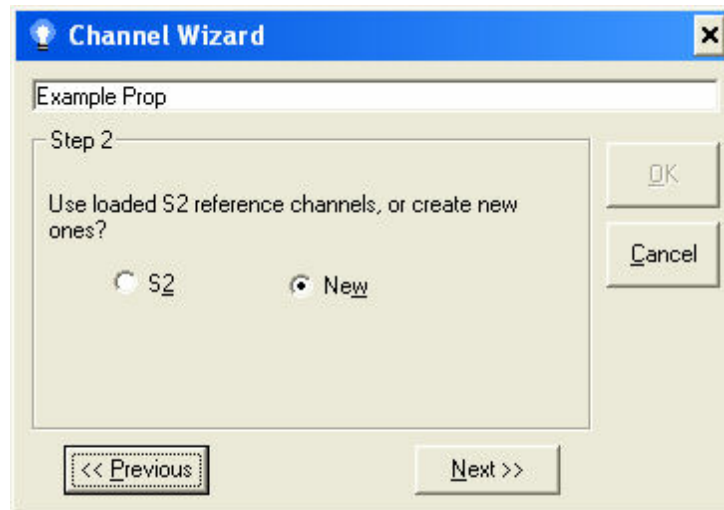 Channel Wizard
Example Prop
Step 2
OK
Use loaded S2 reference channels, or create new
ones?
Cancel
S2
New
<< Previous
Next >>